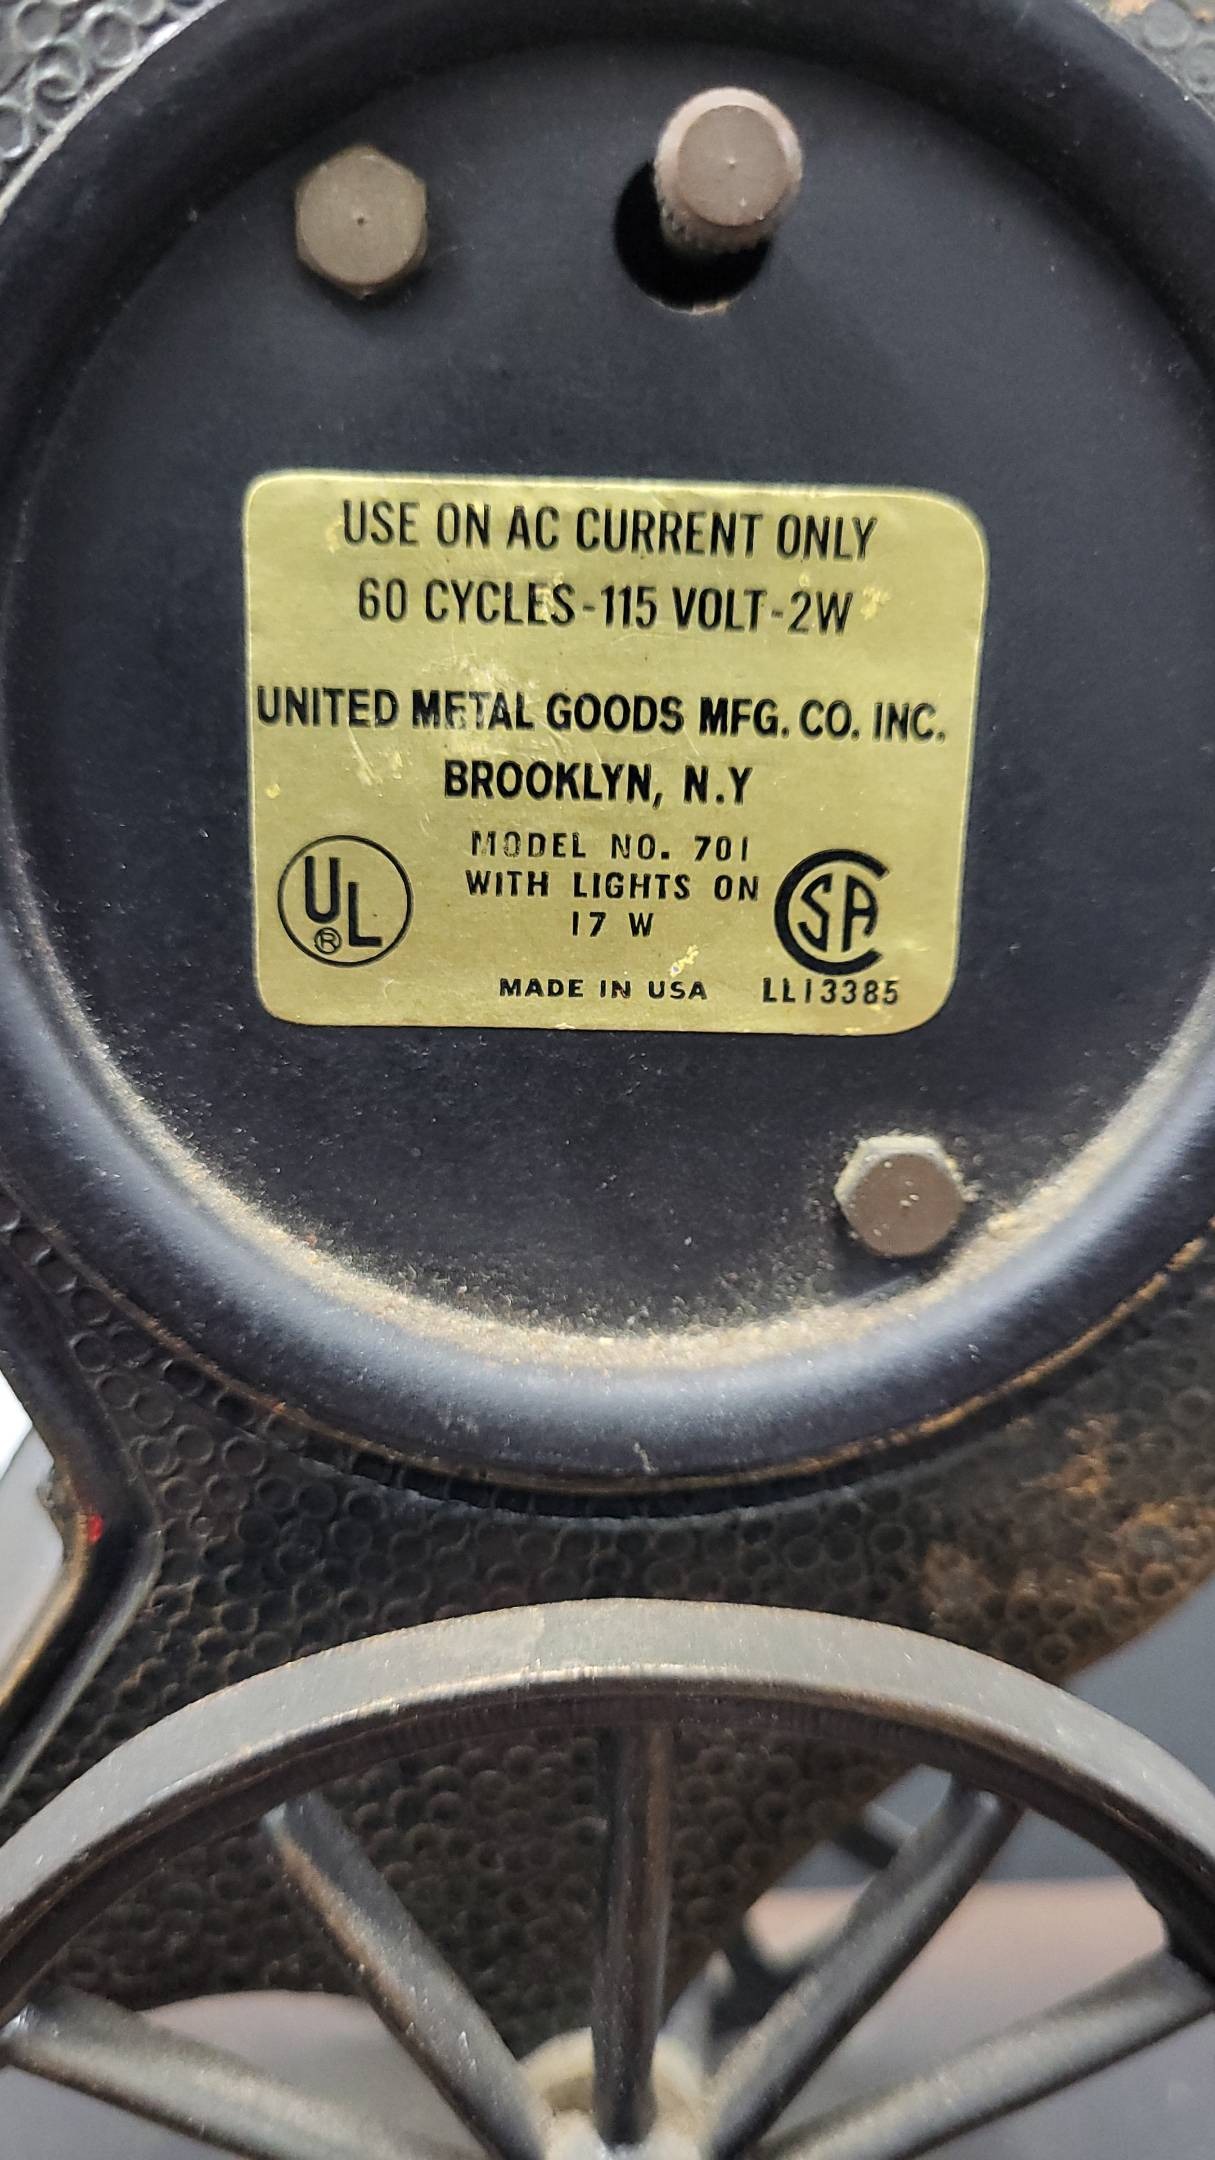 USE ON AC CURRENT ONLY
60 CYCLES-115 VOLT-2W
UNITED METAL GOODS MFG. CO. INC.
BROOKLYN, N.Y
MODEL NO. 701
WITH LIGHTS ON
17 W
UL®
CSA
MADE IN USA LL13385